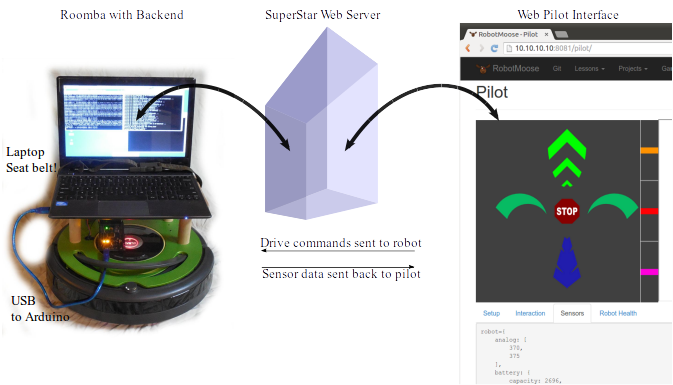 Roomba with Backend
SuperStar Web Server
Web Pilot Interface
RobotMoose - Pilot
10.10.10.10:8081/pilot/
RobotMoose Git Lessons Projects
Pilot
STOP
Laptop
Seat belt!
Drive commands sent to robot
Sensor data sent back to pilot
USB
to Arduino
Setup Interaction Sensors Robot Health
robot={
analog: [
370,
375
],
battery: {
capacity: 2696,